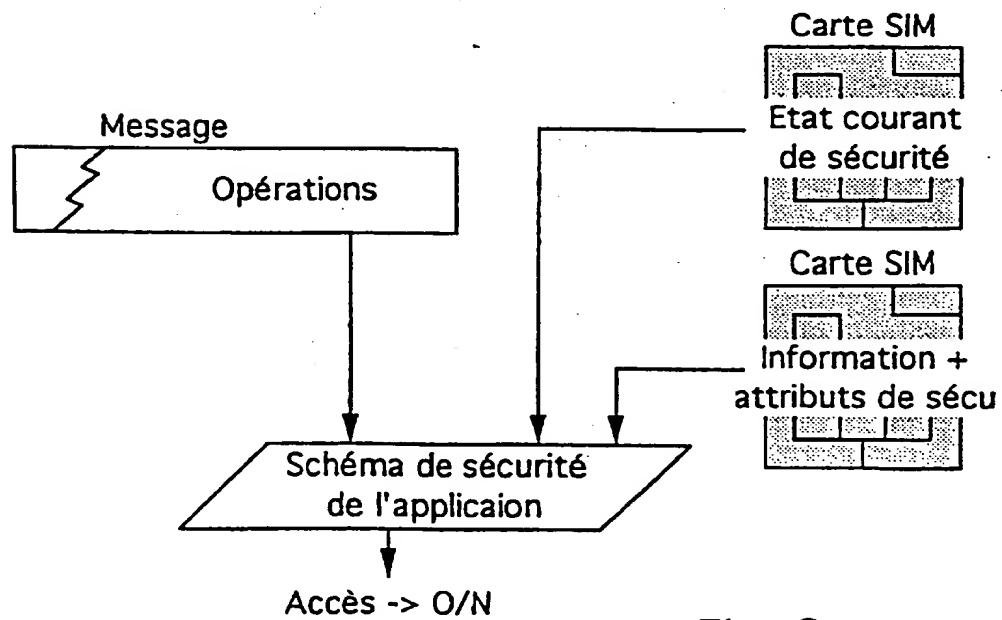 Carte SIM
Etat courant
de sécurité
Message
Opérations
Carte SIM
Information +
attributs de sécu
Schéma de sécurité
de l'applicaion
Accès -> O/N